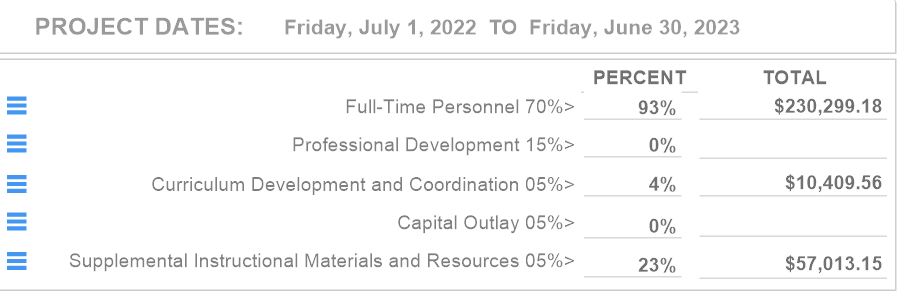 PROJECT DATES: Friday, July 1, 2022 TO Friday, June 30, 2023
PERCENT TOTAL
Full-Time Personnel 70%> 93% $230,299.18
Professional Development 15%> 0%
Curriculum Development and Coordination 05%> 4% $10,409.56
Capital Outlay 05%> 0%
Supplemental Instructional Materials and Resources 05%> 23% $57,013.15